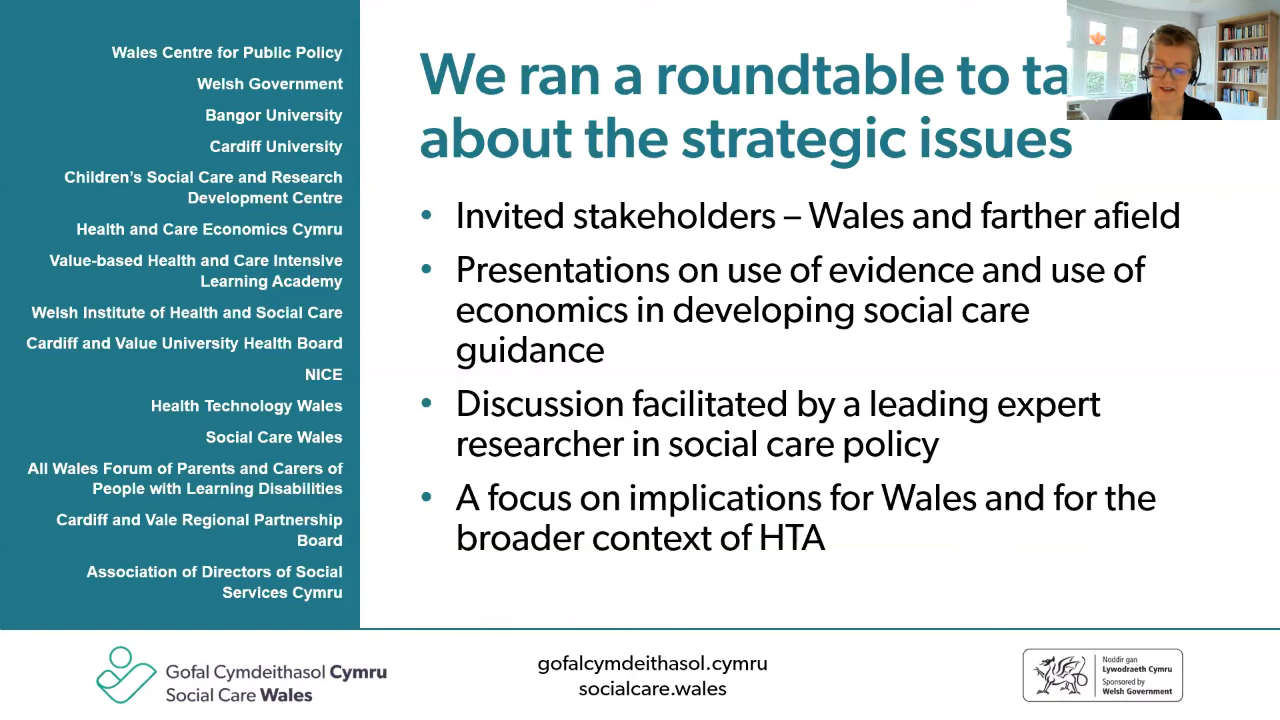 Wales Centre for Public Policy
Welsh Government
Bangor University
Cardiff University
Children's Social Care and Research
Development Centre
Health and Care Economics Cymru
Value-based Health and Care Intensive
Learning Academy
Welsh Institute of Health and Social Care
Cardiff and Value University Health Board
NICE
Health Technology Wales
Social Care Wales
All Wales Forum of Parents and Carers of
People with Learning Disabilities
Cardiff and Vale Regional Partnership
Board
Association of Directors of Social
Services Cymru
We ran a roundtable to ta
about the strategic issues
• Invited stakeholders – Wales and farther afield
• Presentations on use of evidence and use of
economics in developing social care
guidance
• Discussion facilitated by a leading expert
researcher in social care policy
• A focus on implications for Wales and for the
broader context of HTA
Gofal Cymdeithasol Cymru
Social Care Wales
gofalcymdeithasol.cymru
socialcare.wales
Noddir gan
Lywodraeth Cymru
Sponsored by
Welsh Government